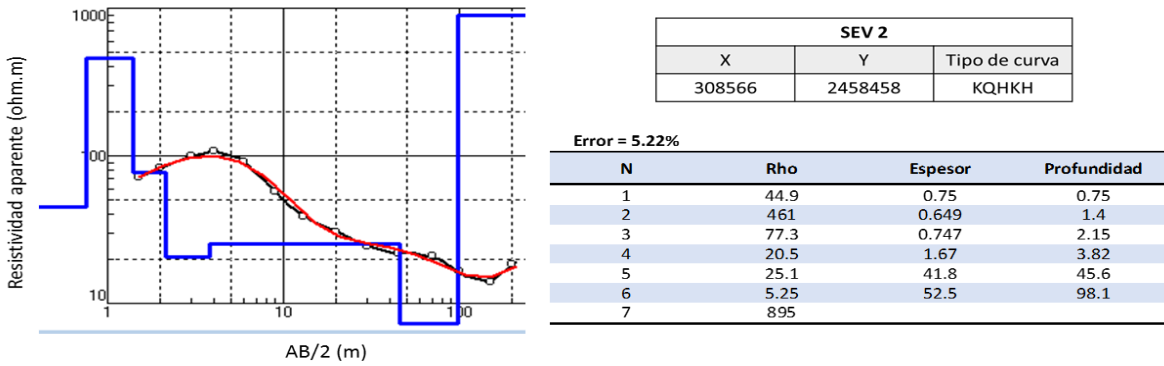 Resistividad aparente (ohm.m)
1000
100
10
1
10
100
AB/2 (m)
SEV 2
X Y Tipo de curva
308566 2458458 KQHKH
Error = 5.22%
N Rho Espesor Profundidad
1 44.9 0.75 0.75
2 461 0.649 1.4
3 77.3 0.747 2.15
4 20.5 1.67 3.82
5 25.1 41.8 45.6
6 5.25 52.5 98.1
7 895